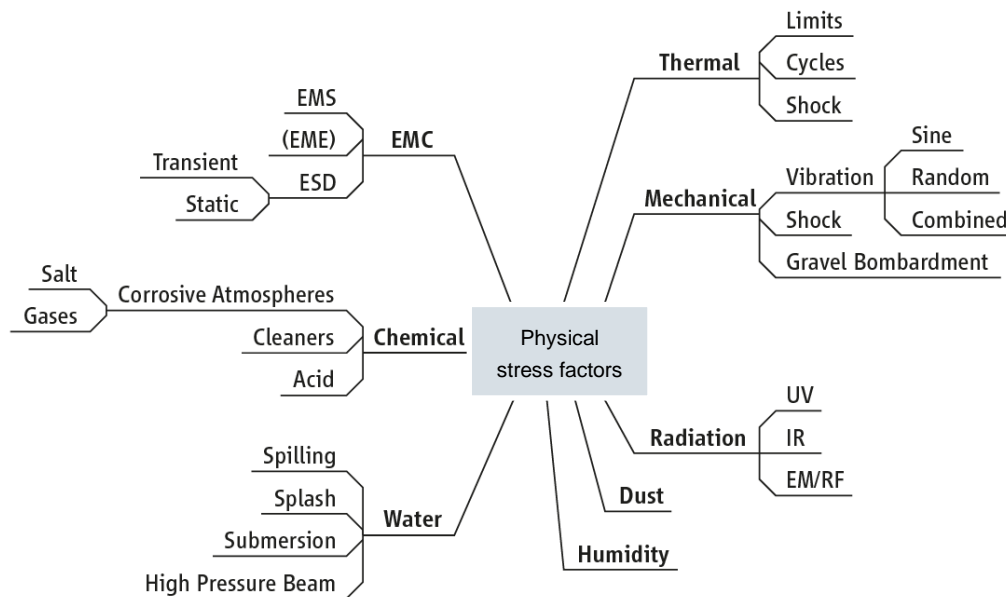 Physical
stress factors
Thermal
Limits
Cycles
Shock
Mechanical
Vibration
Sine
Random
Combined
Shock
Gravel Bombardment
Radiation
UV
IR
EM/RF
Dust
Humidity
Water
Spilling
Splash
Submersion
High Pressure Beam
Chemical
Corrosive Atmospheres
Salt
Gases
Cleaners
Acid
EMC
EMS
(EME)
ESD
Transient
Static